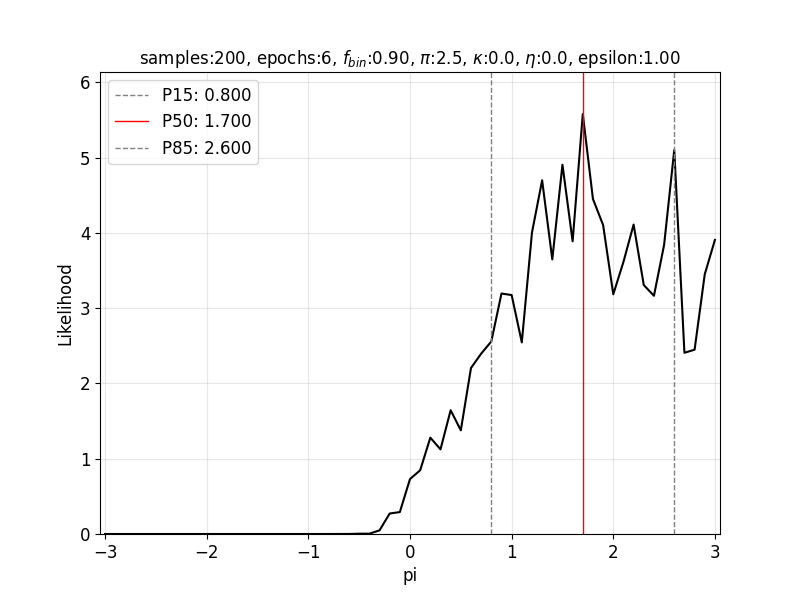 samples:200, epochs:6, f_bin:0.90, π:2.5, κ:0.0, η:0.0, epsilon:1.00
P15: 0.800
P50: 1.700
P85: 2.600
Likelihood
6
5
4
3
2
1
0
−3 −2 −1 0 1 2 3
pi